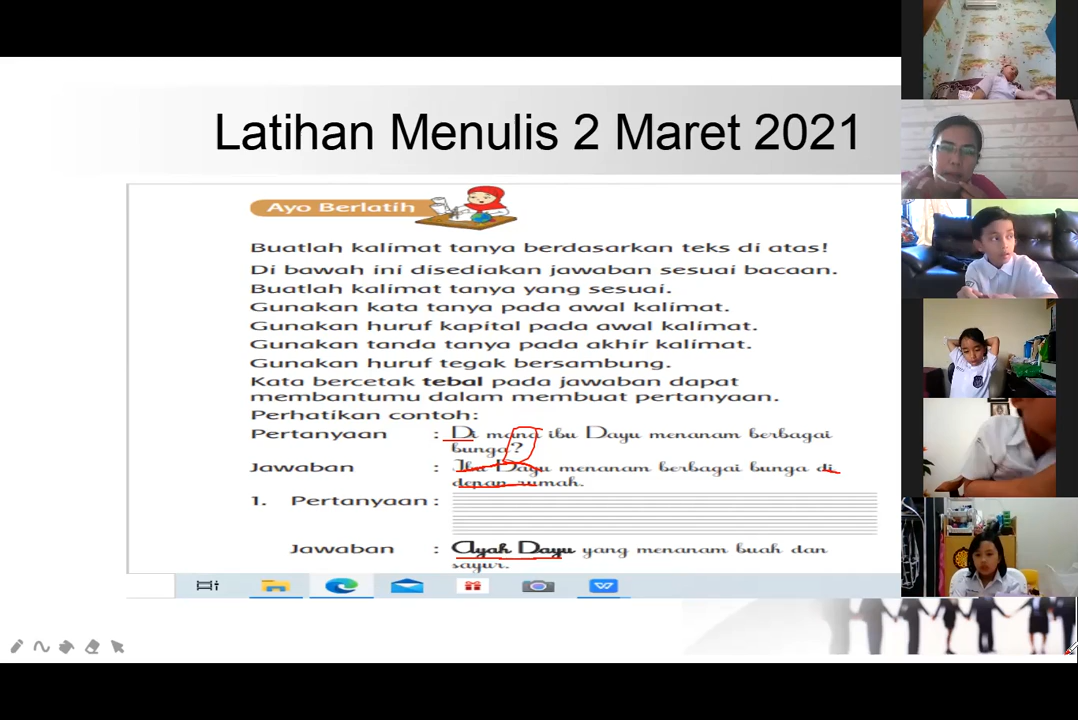 Latihan Menulis 2 Maret 2021
Ayo Berlatih
Buatlah kalimat tanya berdasarkan teks di atas!
Di bawah ini disediakan jawaban sesuai bacaan.
Buatlah kalimat tanya yang sesuai.
Gunakan kata tanya pada awal kalimat.
Gunakan huruf kapital pada awal kalimat.
Gunakan tanda tanya pada akhir kalimat.
Gunakan huruf tegak bersambung.
Kata bercetak tebal pada jawaban dapat
membantumu dalam membuat pertanyaan.
Perhatikan contoh:
Pertanyaan : Di mana ibu Dayu menanam berbagai
bunga?
Jawaban : Ibu Dayu menanam berbagai bunga di
depan rumah.
1. Pertanyaan :
Jawaban : Ayah Dayu yang menanam buah dan
sayur.